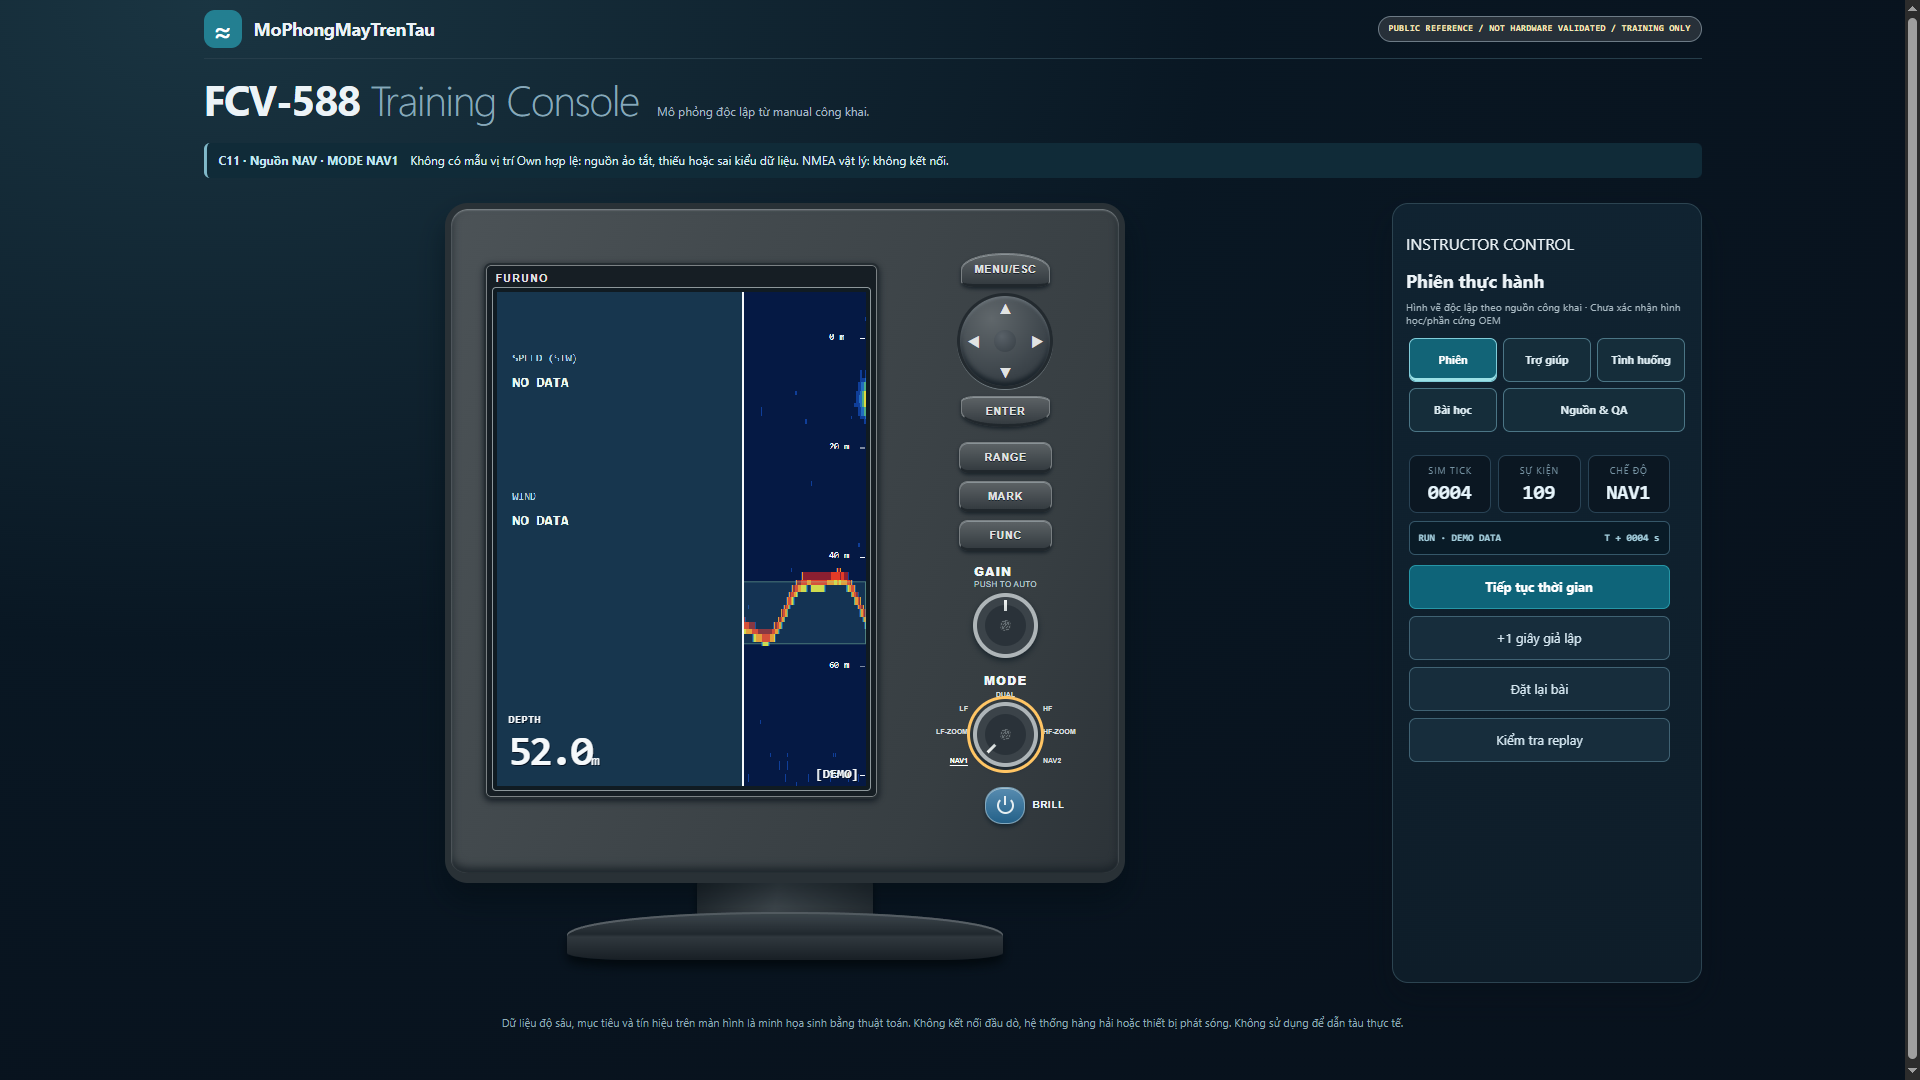 MoPhongMayTrenTau
PUBLIC REFERENCE / NOT HARDWARE VALIDATED / TRAINING ONLY
FCV-588 Training Console Mô phỏng độc lập từ manual công khai.
C11 · Nguồn NAV · MODE NAV1 Không có mẫu vị trí Own hợp lệ: nguồn ảo tắt, thiếu hoặc sai kiểu dữ liệu. NMEA vật lý: không kết nối.
FURUNO
SPEED (STW)
NO DATA
WIND
NO DATA
DEPTH
52.0m
0 m
20 m
40 m
60 m
[DEMO]
MENU/ESC
ENTER
RANGE
MARK
FUNC
GAIN
PUSH TO AUTO
MODE
DUAL
LF
HF
LF-ZOOM
HF-ZOOM
NAV1
NAV2
BRILL
INSTRUCTOR CONTROL
Phiên thực hành
Hình vẽ độc lập theo nguồn công khai · Chưa xác nhận hình
học/phần cứng OEM
Phiên
Trợ giúp
Tình huống
Bài học
Nguồn & QA
SIM TICK
0004
SỰ KIỆN
109
CHẾ ĐỘ
NAV1
RUN · DEMO DATA
T + 0004 s
Tiếp tục thời gian
+1 giây giả lập
Đặt lại bài
Kiểm tra replay
Dữ liệu độ sâu, mục tiêu và tín hiệu trên màn hình là minh họa sinh bằng thuật toán. Không kết nối đầu dò, hệ thống hàng hải hoặc thiết bị phát sóng. Không sử dụng để dẫn tàu thực tế.